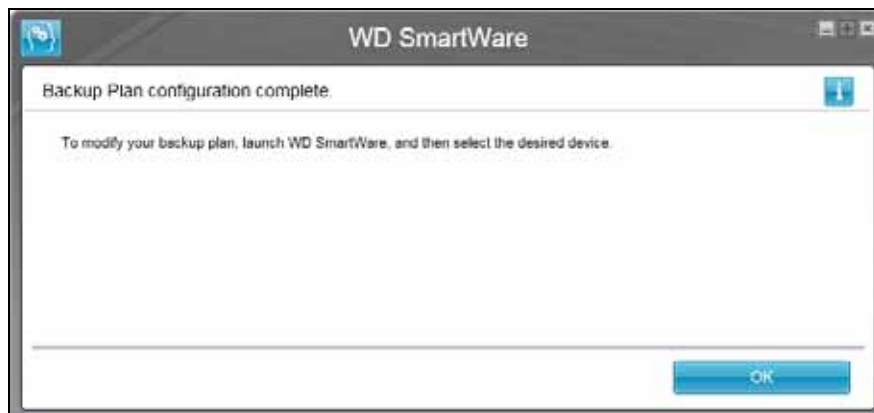 WD SmartWare
Backup Plan configuration complete.
To modify your backup plan, launch WD SmartWare, and then select the desired device.
OK